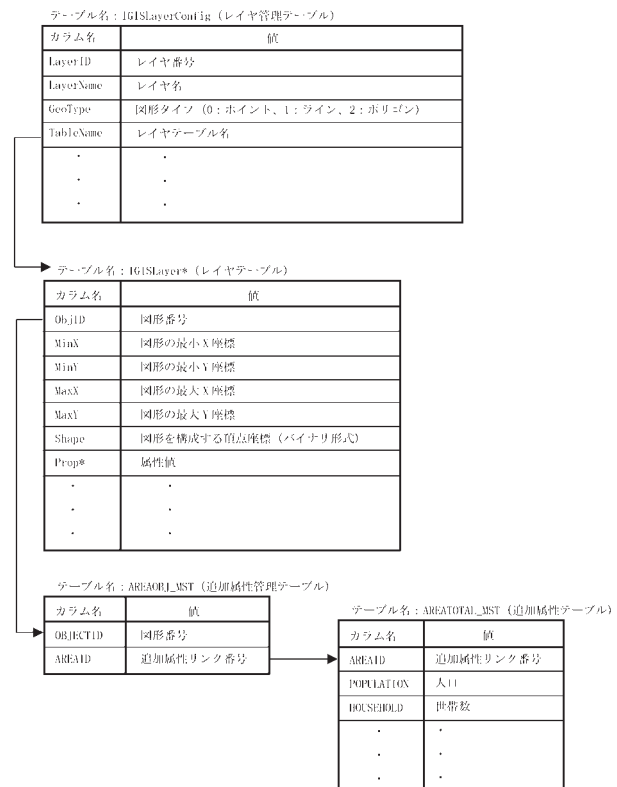 テーブル名：IGISLayerConfig（レイヤ管理テーブル）
カラム名 値
LayerID レイヤ番号
LayerName レイヤ名
GeoType 図形タイプ（0：ポイント、1：ライン、2：ポリゴン）
TableName レイヤテーブル名
・ ・
・ ・
・ ・
テーブル名：IGISLayer*（レイヤテーブル）
カラム名 値
ObjID 図形番号
MinX 図形の最小X座標
MinY 図形の最小Y座標
MaxX 図形の最大X座標
MaxY 図形の最大Y座標
Shape 図形を構成する頂点座標（バイナリ形式）
Prop* 属性値
・ ・
・ ・
・ ・
テーブル名：AREAOBJ_MST（追加属性管理テーブル）
カラム名 値
OBJECTID 図形番号
AREAID 追加属性リンク番号
テーブル名：AREATOTAL_MST（追加属性テーブル）
カラム名 値
AREAID 追加属性リンク番号
POPULATION 人口
HOUSEHOLD 世帯数
・ ・
・ ・
・ ・